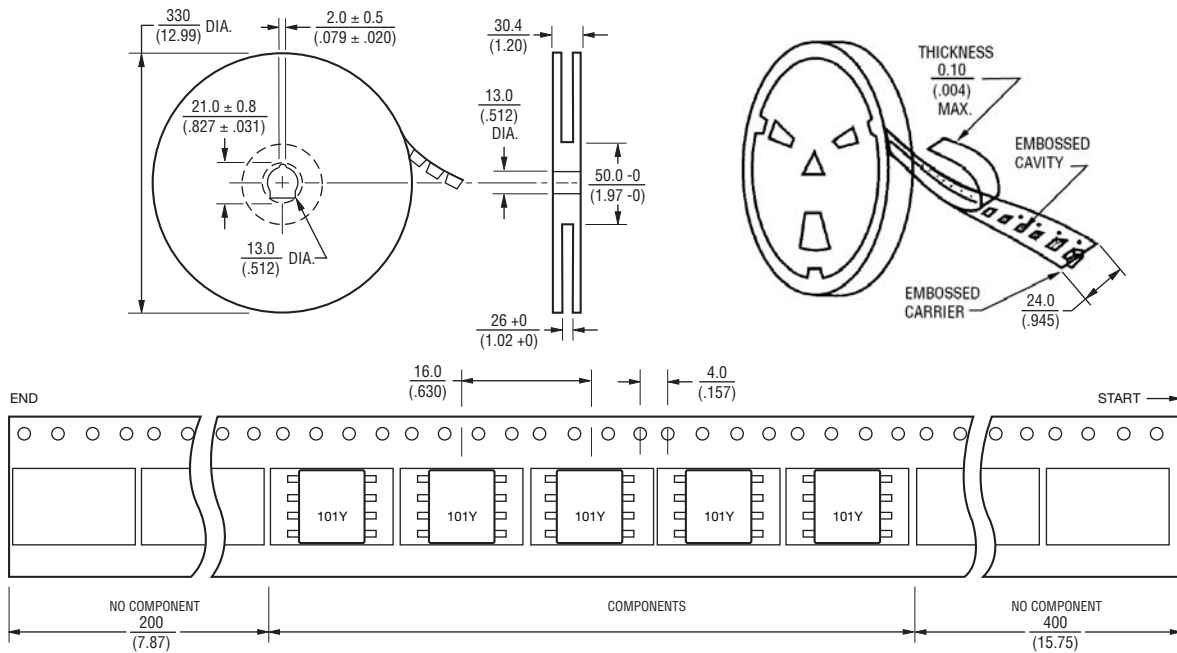 330
(12.99) DIA.
2.0 ± 0.5
(.079 ± .020)
30.4
(1.20)
21.0 ± 0.8
(.827 ± .031)
13.0
(.512)
DIA.
50.0 -0
(1.97 -0)
13.0
(.512) DIA.
26 +0
(1.02 +0)
THICKNESS
0.10
(.004)
MAX.
EMBOSSED
CAVITY
EMBOSSED
CARRIER
24.0
(.945)
16.0
(.630)
4.0
(.157)
END
START
101Y
101Y
101Y
101Y
101Y
NO COMPONENT
200
(7.87)
COMPONENTS
NO COMPONENT
400
(15.75)